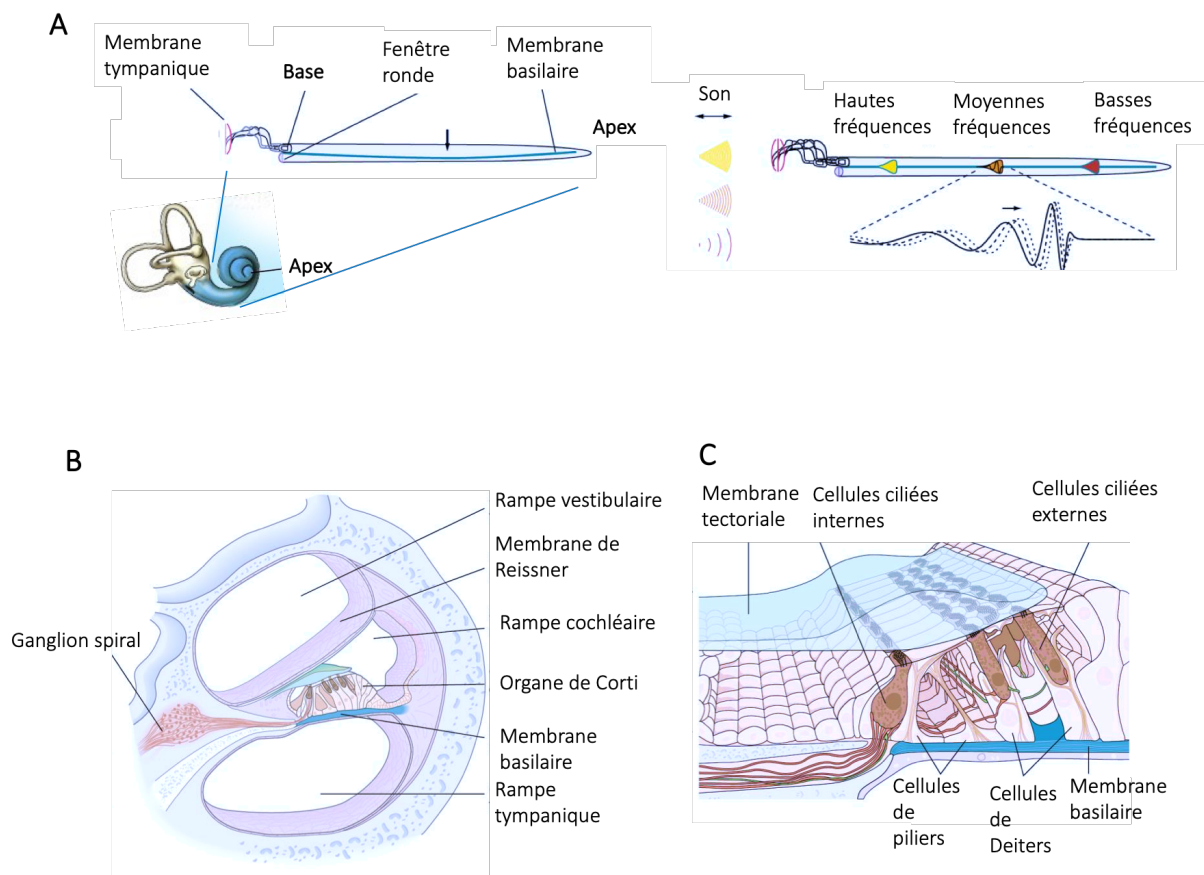 A
Membrane
tympanique
Base
Fenêtre
ronde
Membrane
basilaire
Apex
Apex
Son
Hautes
fréquences
Moyennes
fréquences
Basses
fréquences
B
Rampe vestibulaire
Membrane de
Reissner
Rampe cochléaire
Ganglion spiral
Organe de Corti
Membrane
basilaire
Rampe
tympanique
C
Membrane
tectoriale
Cellules ciliées
internes
Cellules ciliées
externes
Cellules
de
piliers
Cellules
de
Deiters
Membrane
basilaire